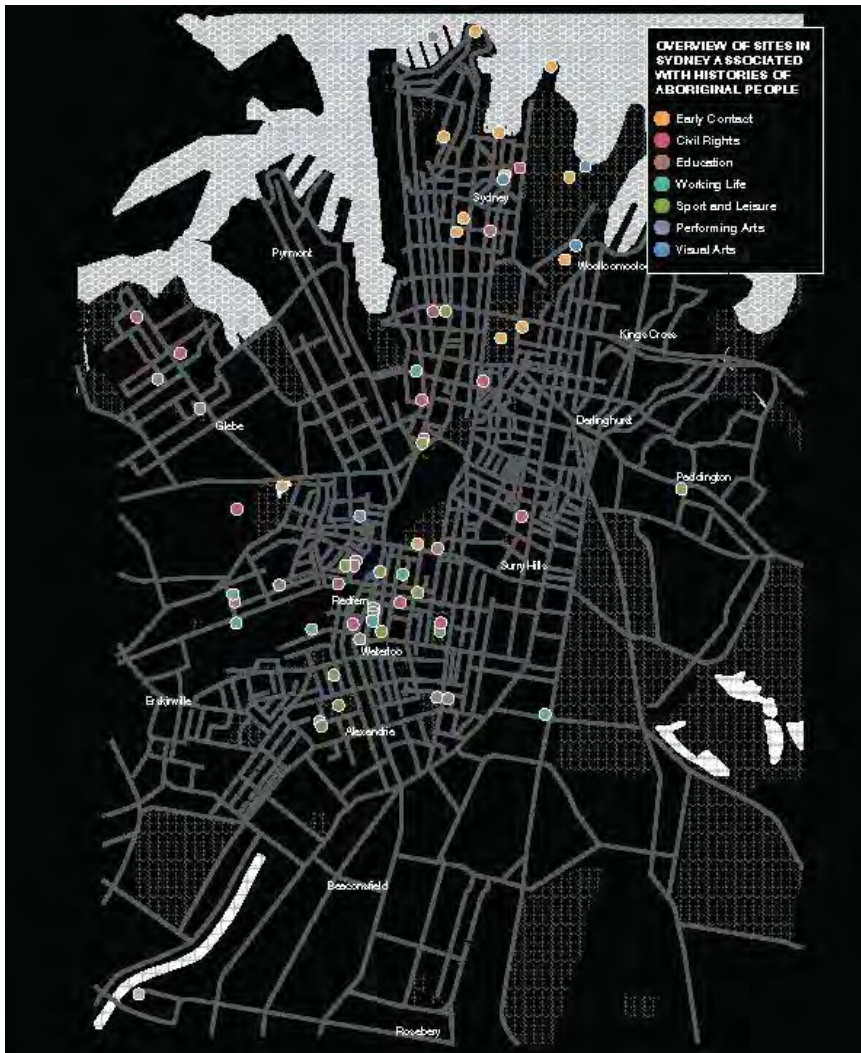 OVERVIEW OF SITES IN
SYDNEY ASSOCIATED
WITH HISTORIES OF
ABORIGINAL PEOPLE
Early Contact
Civil Rights
Education
Working Life
Sport and Leisure
Performing Arts
Visual Arts
Sydney
Pyrmont
Woolloomooloo
Kings Cross
Glebe
Darlinghurst
Paddington
Surry Hills
Redfern
Waterloo
Erskinville
Alexandria
Beaconsfield
Rosebery